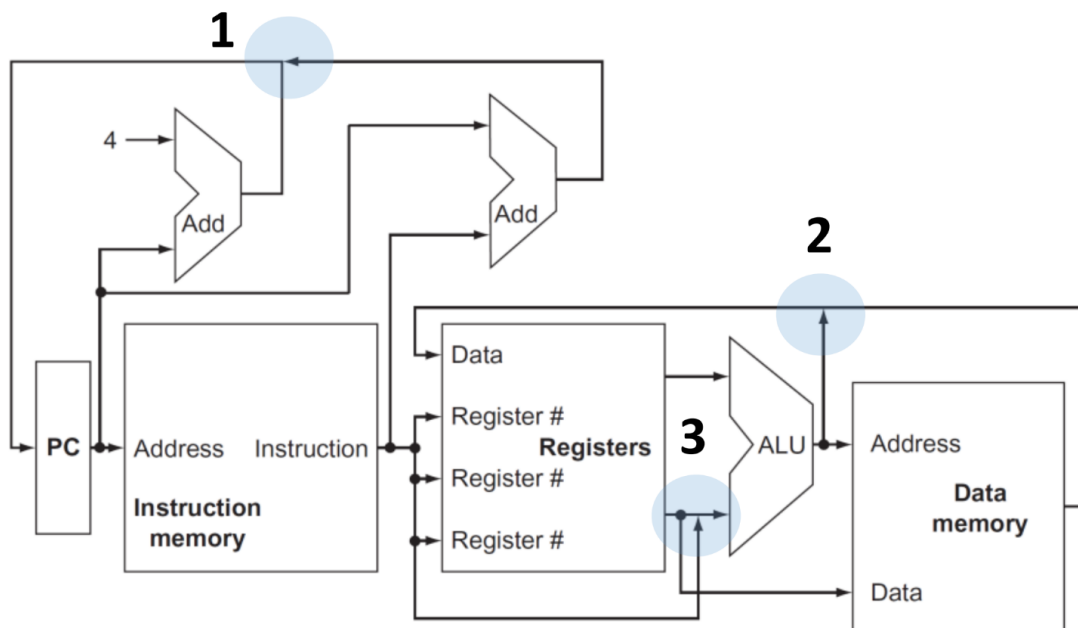 1
4
Add
Add
2
PC
Address
Instruction
Instruction
memory
Data
Register #
Registers
Register #
Register #
3
ALU
Address
Data
memory
Data